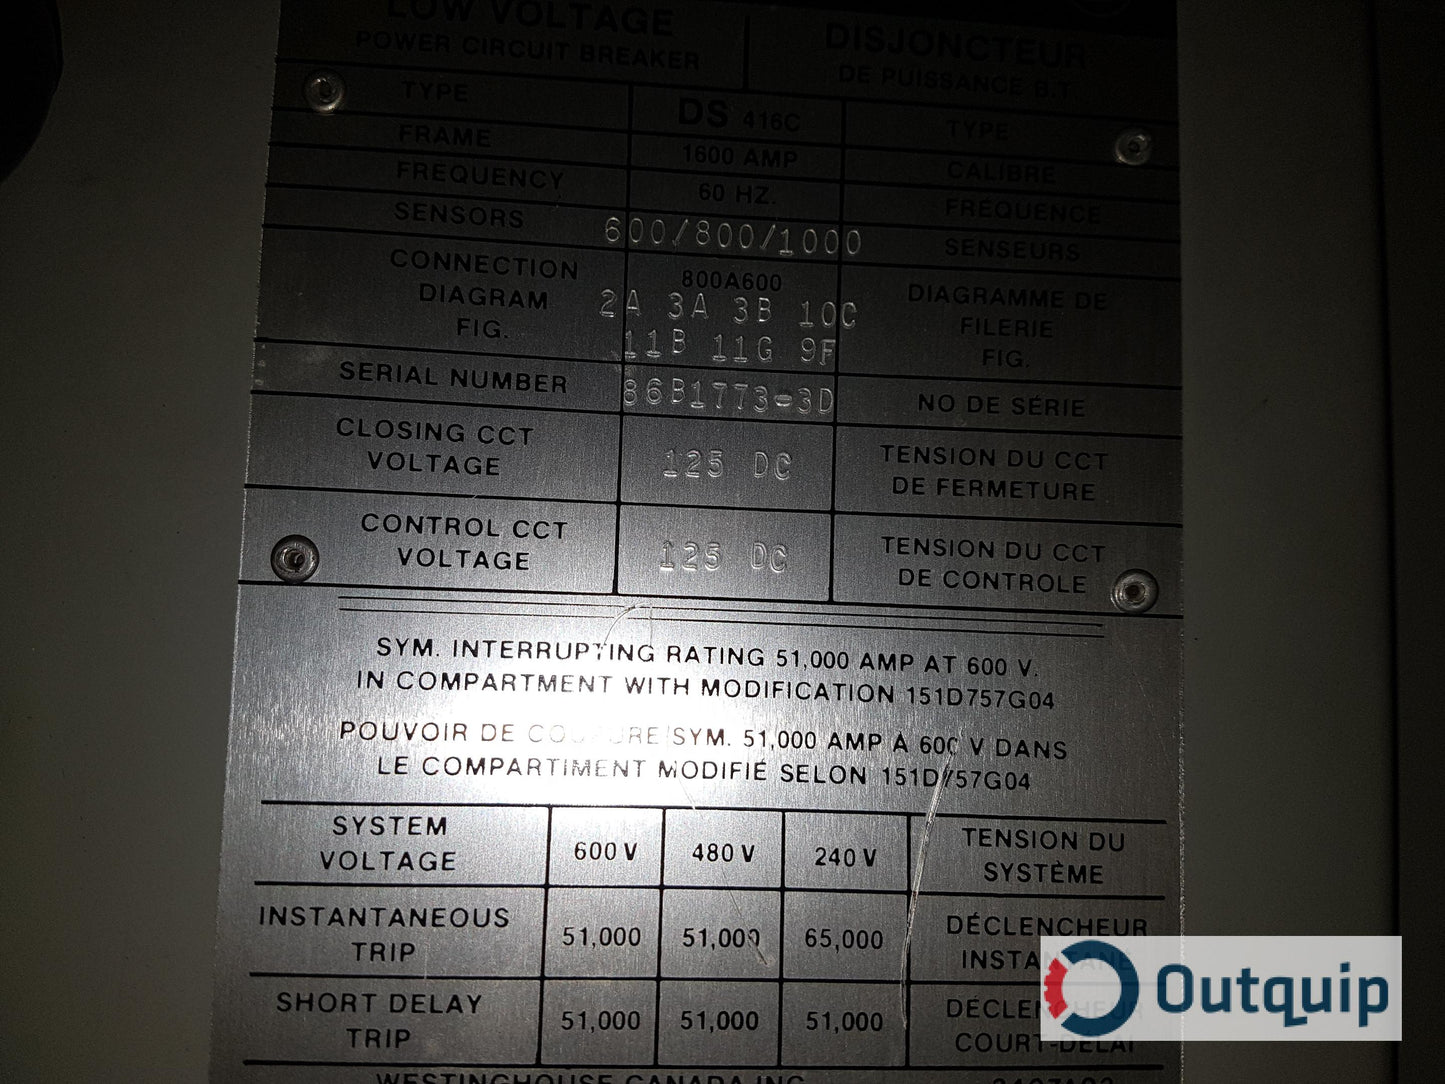 LOW VOLTAGE
POWER CIRCUIT BREAKER
DISJONCTEUR
DE PUISSANCE B.T.
TYPE DS 416C TYPE
FRAME 1600 AMP CALIBRE
FREQUENCY 60 HZ. FRÉQUENCE
SENSORS 600/800/1000 SENSEURS
CONNECTION
DIAGRAM
FIG.
800A600
2A 3A 3B 10C
11B 11G 9F
DIAGRAMME DE
FILERIE
FIG.
SERIAL NUMBER 86B1773-3D NO DE SÉRIE
CLOSING CCT
VOLTAGE
125 DC
TENSION DU CCT
DE FERMETURE
CONTROL CCT
VOLTAGE
125 DC
TENSION DU CCT
DE CONTROLE
SYM. INTERRUPTING RATING 51,000 AMP AT 600 V.
IN COMPARTMENT WITH MODIFICATION 151D757G04
POUVOIR DE COUPURE SYM. 51,000 AMP À 600 V DANS
LE COMPARTIMENT MODIFIÉ SELON 151D757G04
SYSTEM
VOLTAGE
600 V 480 V 240 V
TENSION DU
SYSTÈME
INSTANTANEOUS
TRIP
51,000 51,000 65,000
DÉCLENCHEUR
INSTANTANÉ
SHORT DELAY
TRIP
51,000 51,000 51,000
DÉCLENCHEUR
COURT-DÉLAI
WESTINGHOUSE CANADA INC.
Outquip